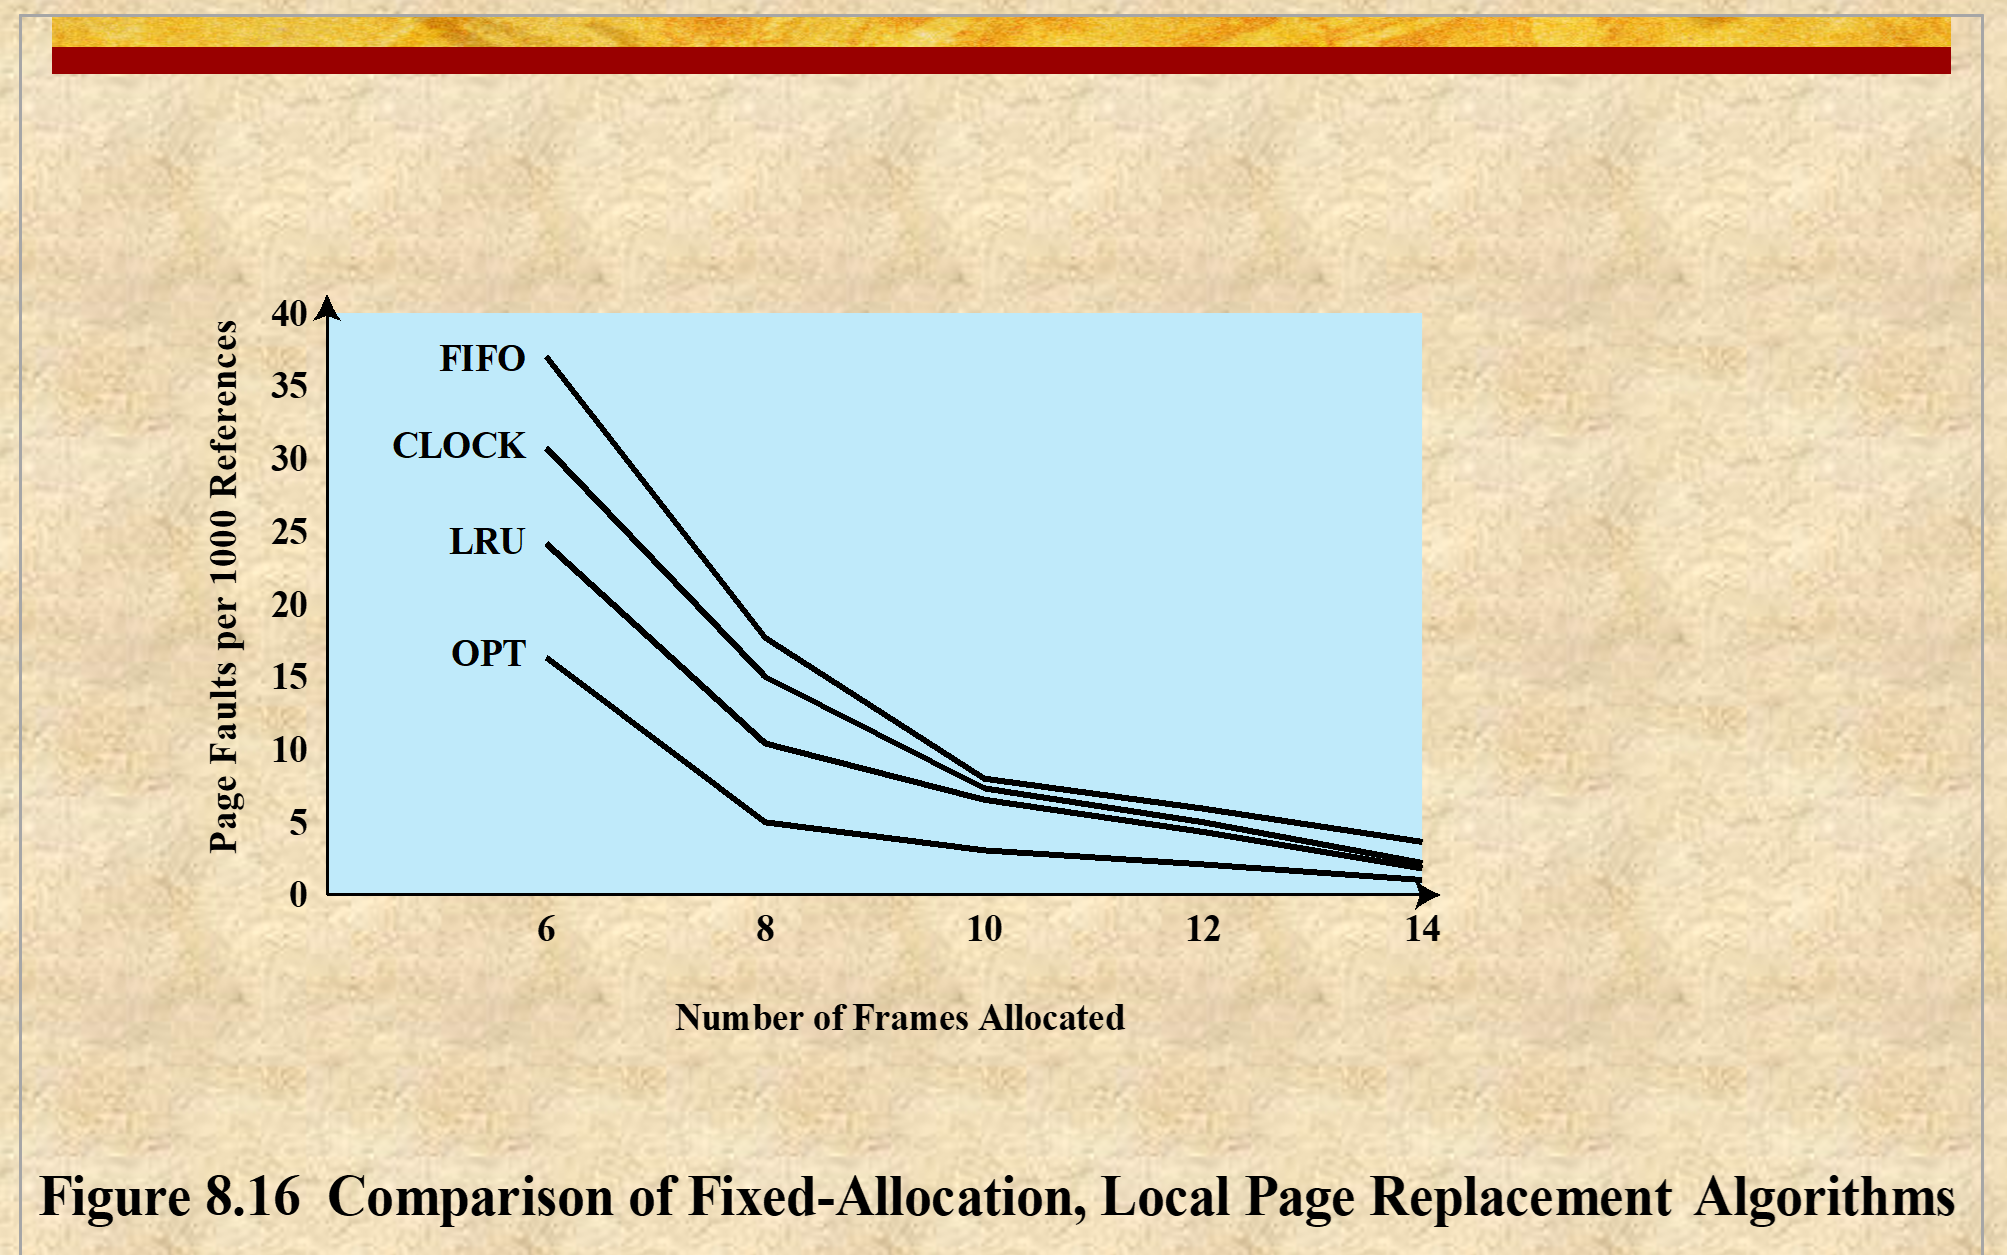 40
35
30
25
20
15
10
5
0
Page Faults per 1000 References
FIFO
CLOCK
LRU
OPT
6 8 10 12 14
Number of Frames Allocated
Figure 8.16 Comparison of Fixed-Allocation, Local Page Replacement Algorithms